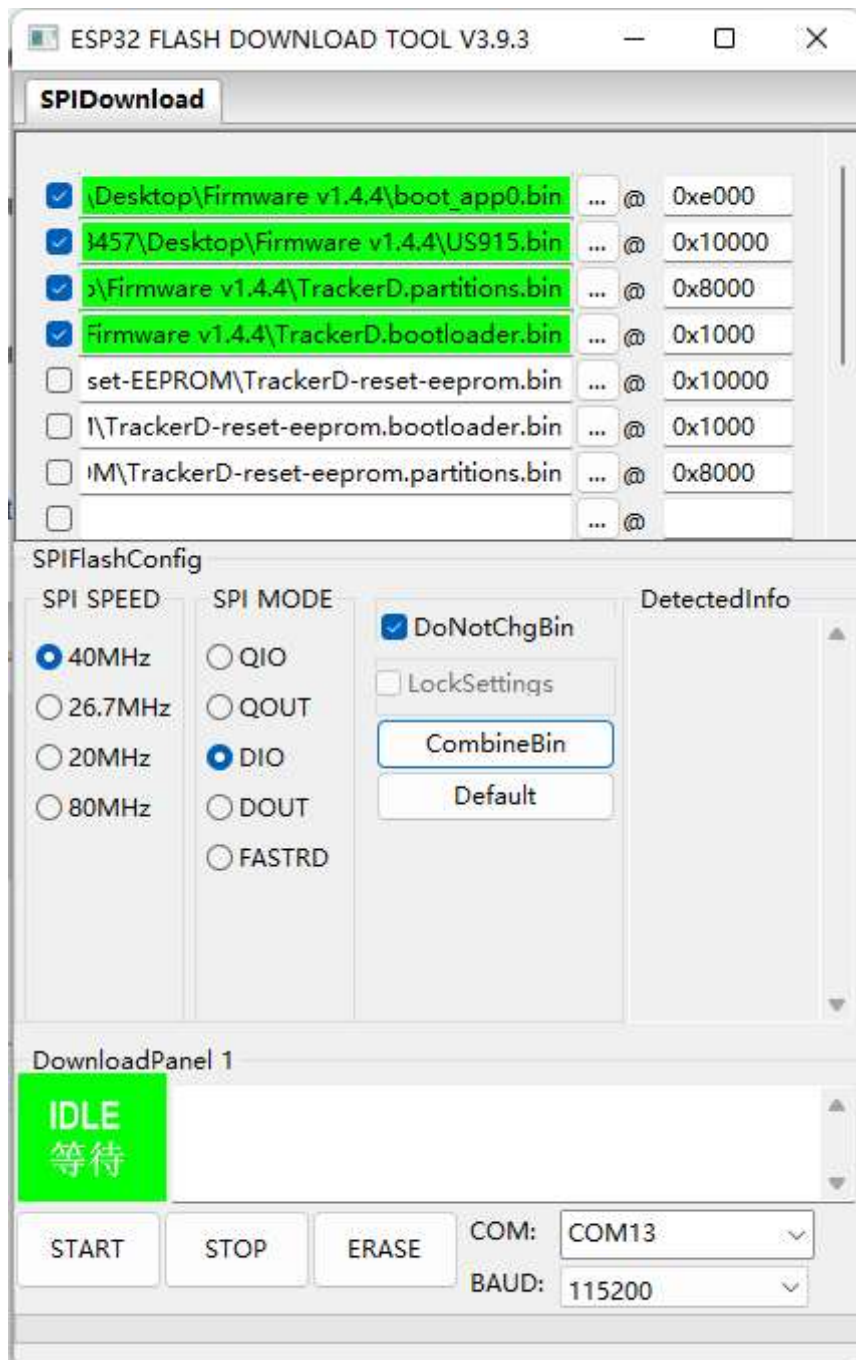 ESP32 FLASH DOWNLOAD TOOL V3.9.3
SPIDownload
\Desktop\Firmware v1.4.4\boot_app0.bin ... @ 0xe000
3457\Desktop\Firmware v1.4.4\US915.bin ... @ 0x10000
\Firmware v1.4.4\TrackerD.partitions.bin ... @ 0x8000
Firmware v1.4.4\TrackerD.bootloader.bin ... @ 0x1000
set-EEPROM\TrackerD-reset-eeprom.bin ... @ 0x10000
\TrackerD-reset-eeprom.bootloader.bin ... @ 0x1000
M\TrackerD-reset-eeprom.partitions.bin ... @ 0x8000
... @
SPIFlashConfig
SPI SPEED
40MHz
26.7MHz
20MHz
80MHz
SPI MODE
QIO
QOUT
DIO
DOUT
FASTRD
DoNotChgBin
LockSettings
CombineBin
Default
DetectedInfo
DownloadPanel 1
IDLE
等待
START STOP ERASE
COM: COM13
BAUD: 115200